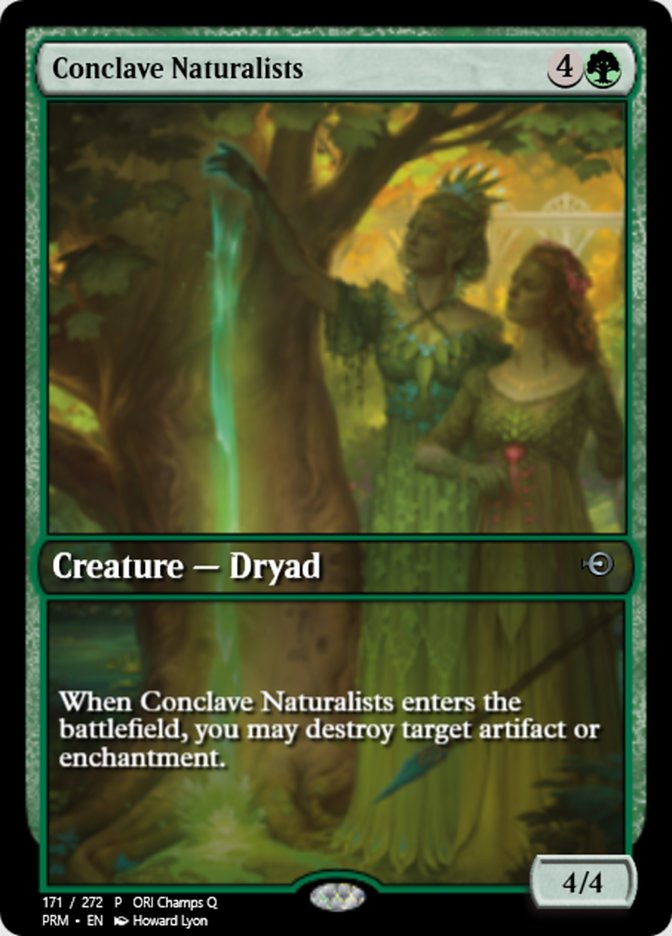 Conclave Naturalists 4
Creature — Dryad
When Conclave Naturalists enters the
battlefield, you may destroy target artifact or
enchantment.
4/4
171 / 272 P ORI Champs Q
PRM • EN Howard Lyon